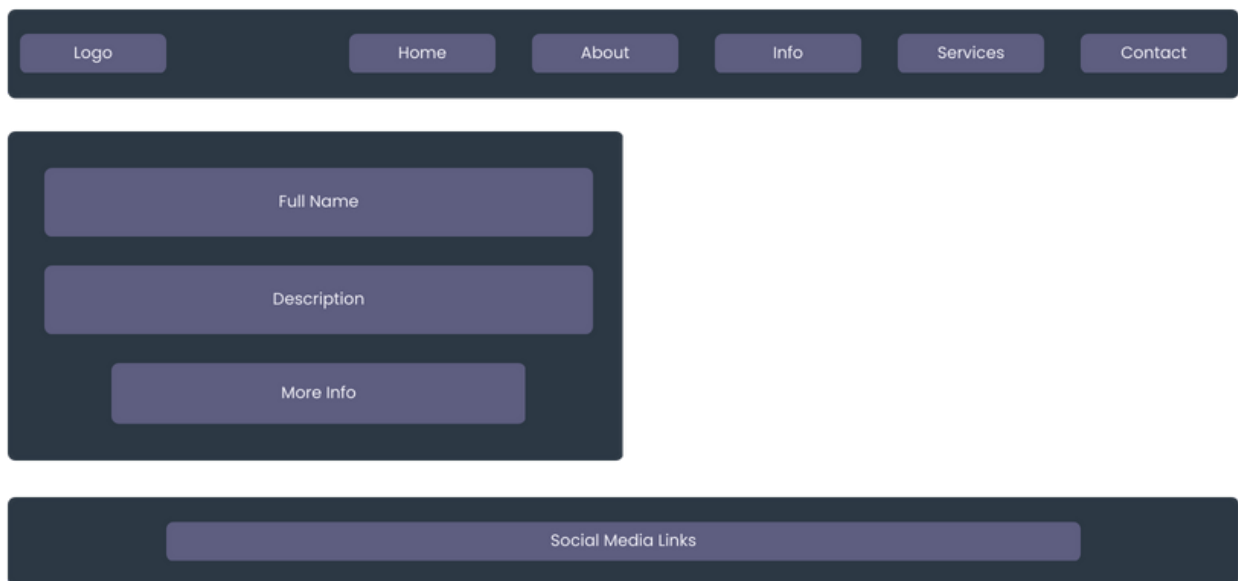 Logo Home About Info Services Contact
Full Name
Description
More Info
Social Media Links